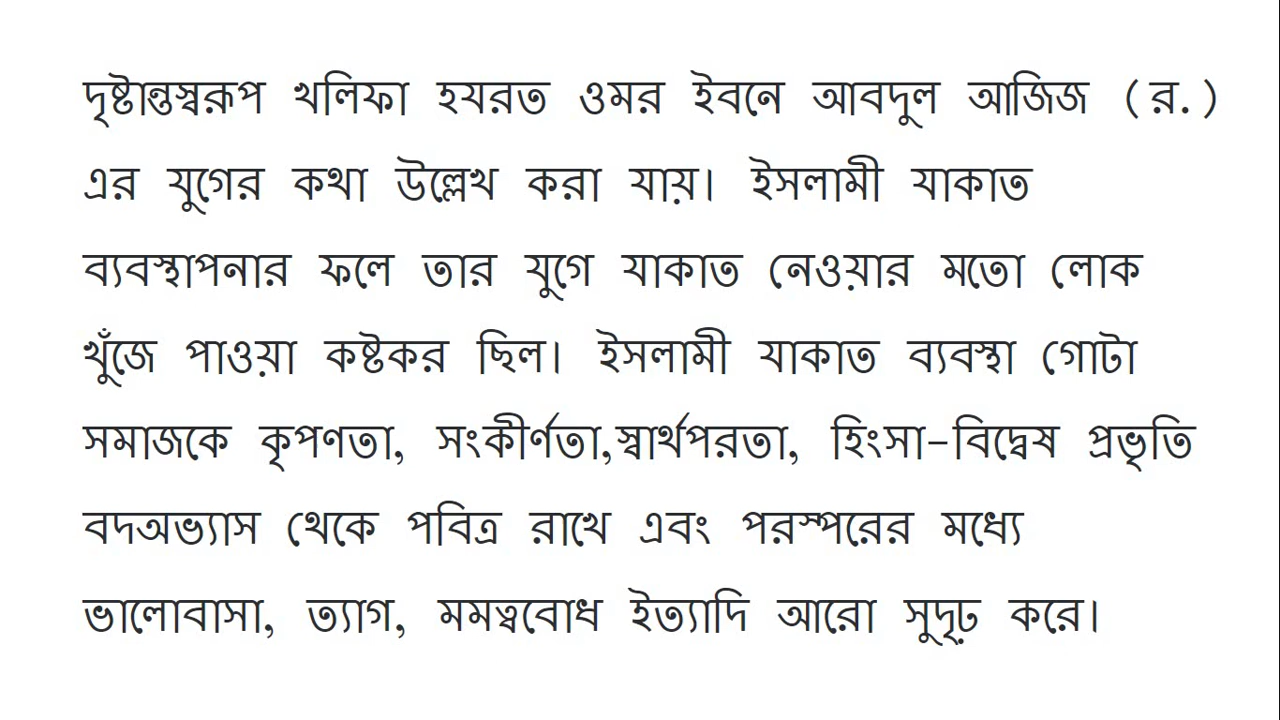 দৃষ্টান্তস্বরূপ খলিফা হযরত ওমর ইবনে আবদুল আজিজ (র.)
এর যুগের কথা উল্লেখ করা যায়। ইসলামী যাকাত
ব্যবস্থাপনার ফলে তার যুগে যাকাত নেওয়ার মতো লোক
খুঁজে পাওয়া কষ্টকর ছিল। ইসলামী যাকাত ব্যবস্থা গোটা
সমাজকে কৃপণতা, সংকীর্ণতা,স্বার্থপরতা, হিংসা-বিদ্বেষ প্রভৃতি
বদঅভ্যাস থেকে পবিত্র রাখে এবং পরস্পরের মধ্যে
ভালোবাসা, ত্যাগ, মমত্ববোধ ইত্যাদি আরো সুদৃঢ় করে।